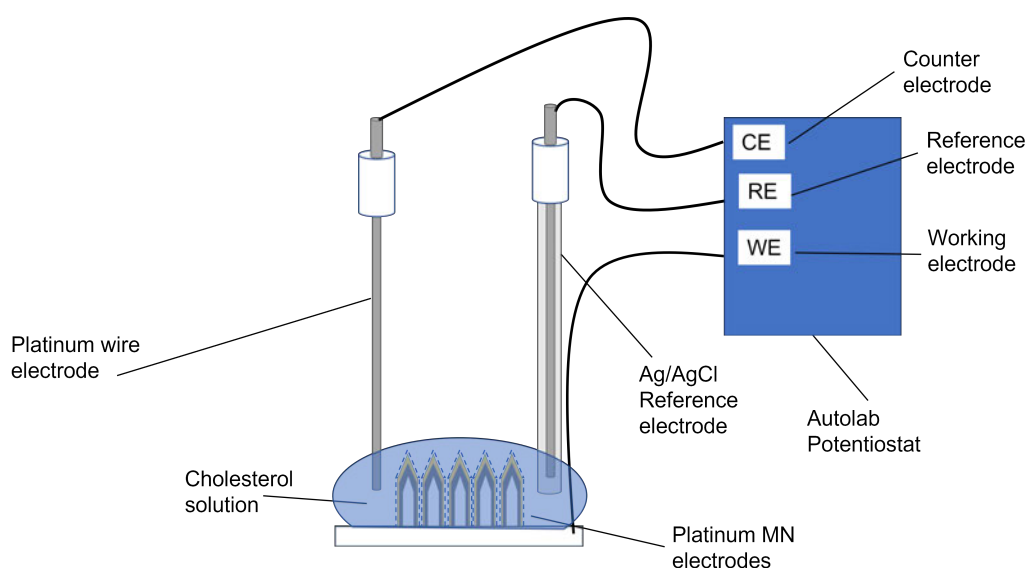 Counter
electrode
CE
Reference
electrode
RE
WE
Working
electrode
Platinum wire
electrode
Ag/AgCl
Reference
electrode
Autolab
Potentiostat
Cholesterol
solution
Platinum MN
electrodes